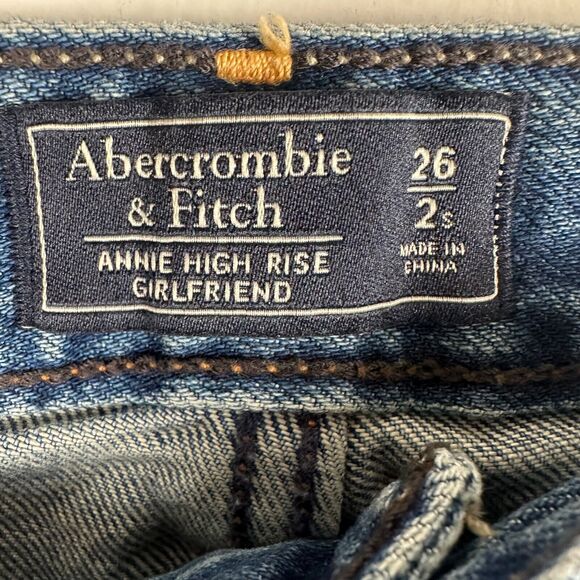 Abercrombie
& Fitch
ANNIE HIGH RISE
GIRLFRIEND
26
2s
MADE IN
CHINA